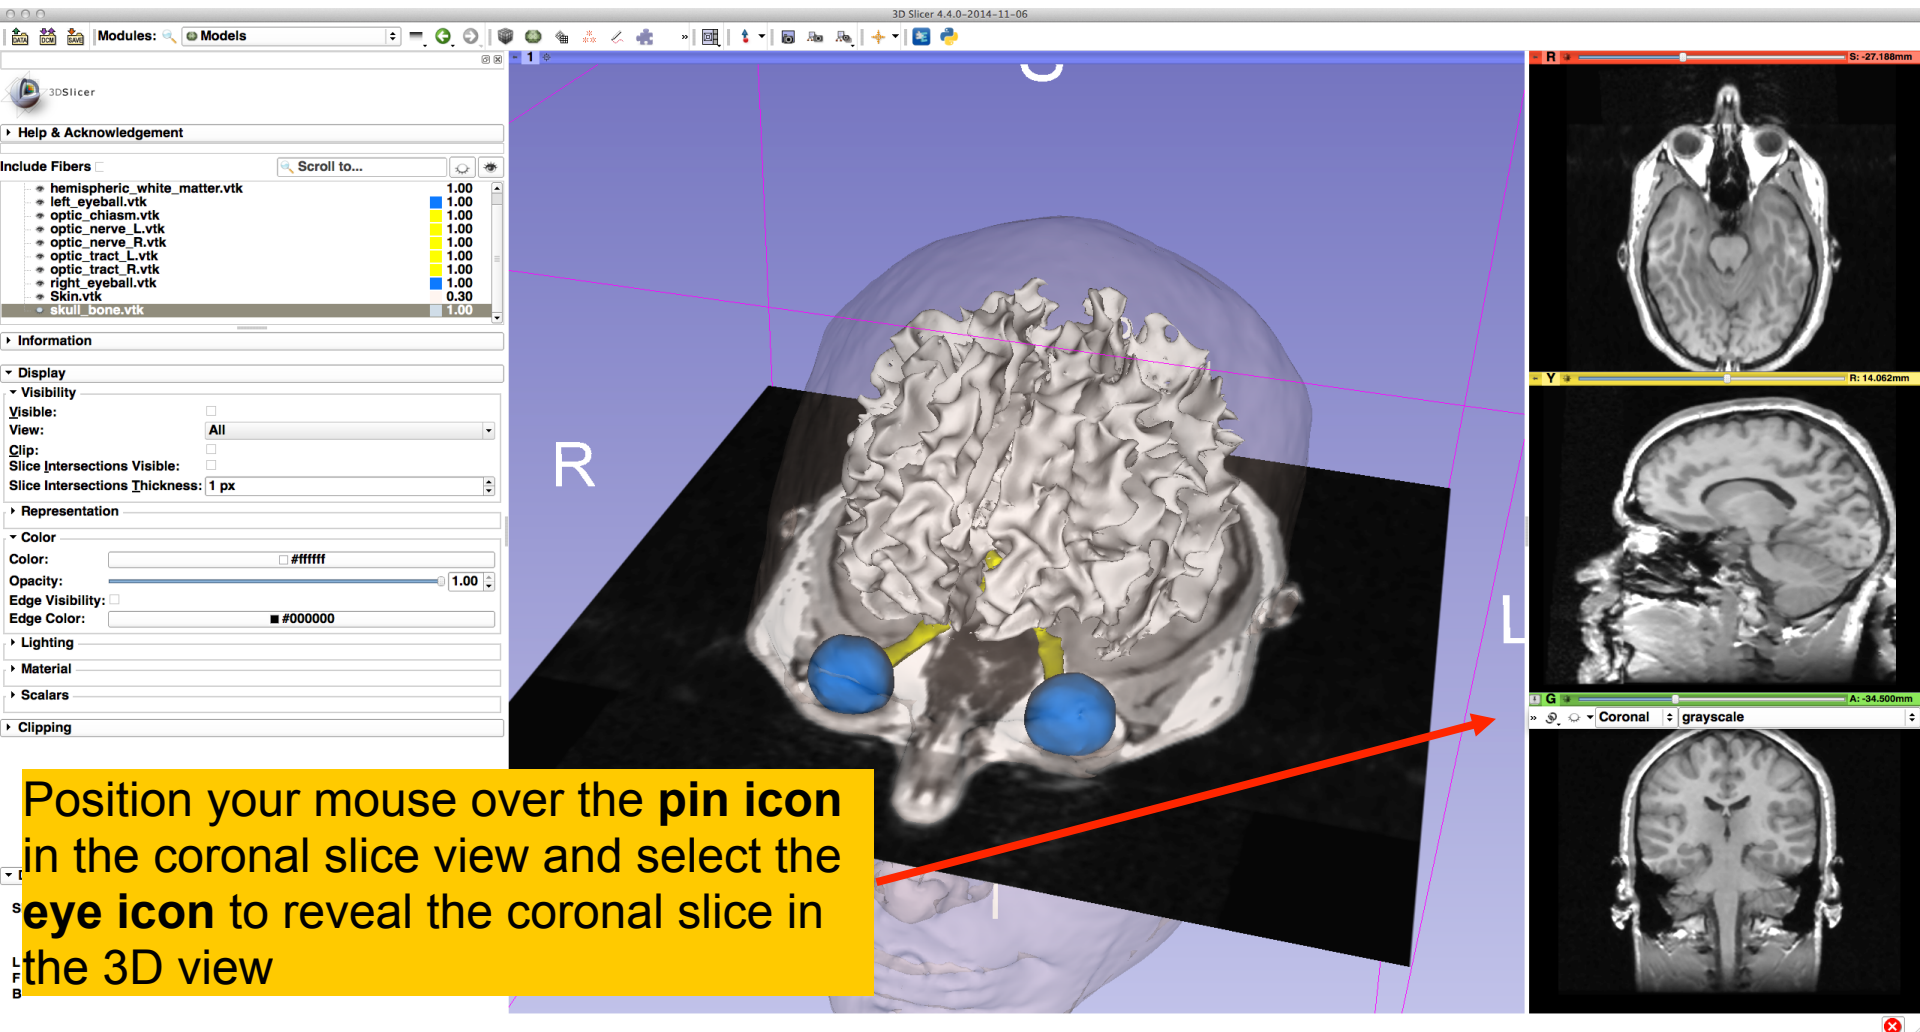 3D Slicer 4.4.0-2014-11-06
DATA DCM SAVE Modules: Models
1
R S: -27.188mm
3DSlicer
Help & Acknowledgement
Include Fibers Scroll to...
hemispheric_white_matter.vtk 1.00
left_eyeball.vtk 1.00
optic_chiasm.vtk 1.00
optic_nerve_L.vtk 1.00
optic_nerve_R.vtk 1.00
optic_tract_L.vtk 1.00
optic_tract_R.vtk 1.00
right_eyeball.vtk 1.00
Skin.vtk 0.30
skull_bone.vtk 1.00
Information
Display
Visibility
Visible:
View: All
Clip:
Slice Intersections Visible:
Slice Intersections Thickness: 1 px
Representation
Color
Color: #ffffff
Opacity: 1.00
Edge Visibility:
Edge Color: #000000
Lighting
Material
Scalars
Clipping
R
L
I
Y R: 14.062mm
G A: -34.500mm
Coronal grayscale
Position your mouse over the pin icon
in the coronal slice view and select the
eye icon to reveal the coronal slice in
the 3D view